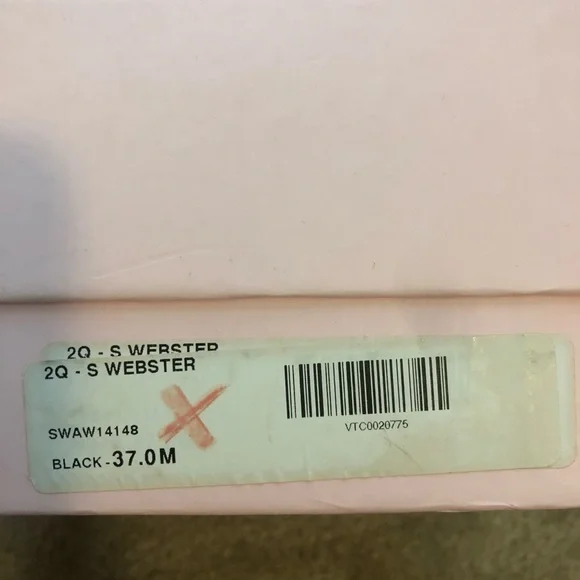 2Q - S WEBSTER
2Q - S WEBSTER
SWAW14148
VTC0020775
BLACK - 37.0M